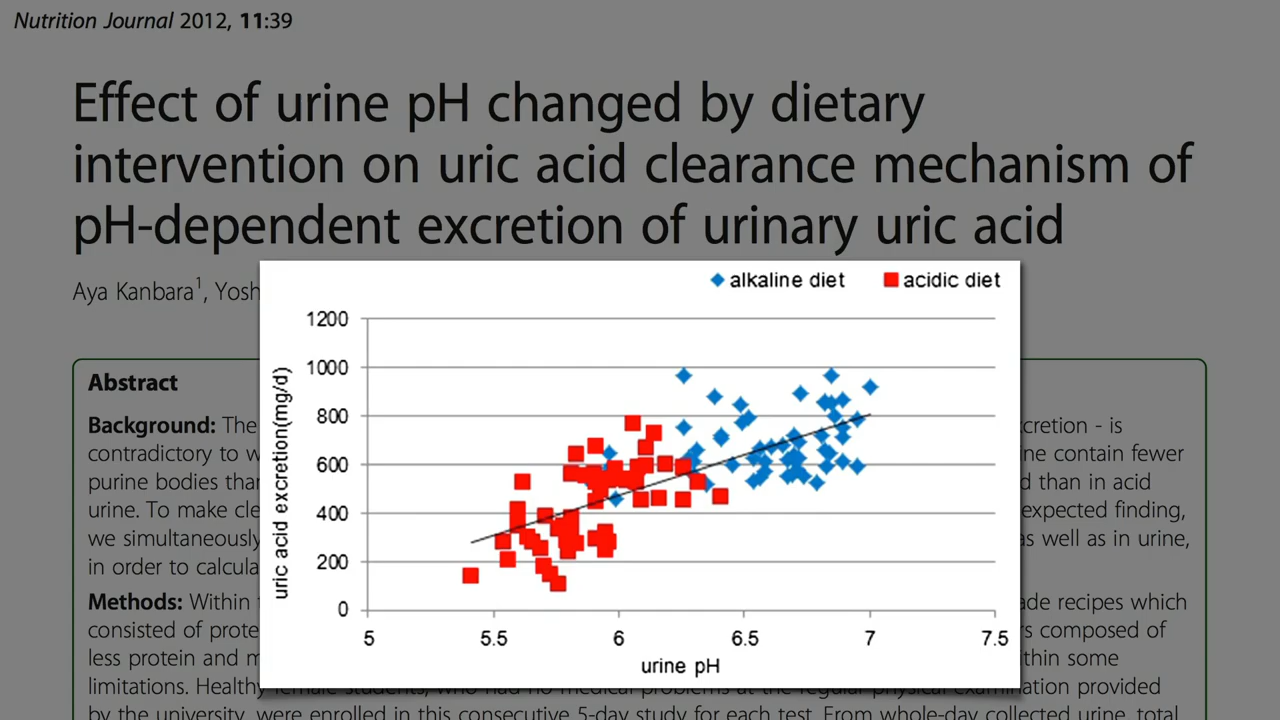 Nutrition Journal 2012, 11:39
Effect of urine pH changed by dietary
intervention on uric acid clearance mechanism of
pH-dependent excretion of urinary uric acid
Aya Kanbara1, Yosh
alkaline diet acidic diet
1200
1000
800
600
400
200
0
uric acid excretion(mg/d)
5 5.5 6 6.5 7 7.5
urine pH
Abstract
Background: The cretion - is
contradictory to w ine contain fewer
purine bodies than d than in acid
urine. To make cle expected finding,
we simultaneously as well as in urine,
in order to calcula
Methods: Within ade recipes which
consisted of prote rs composed of
less protein and m thin some
limitations. Healthy female students, who had no medical problems at the regular physical examination provided
by the university, were enrolled in this consecutive 5-day study for each test. From whole-day collected urine, total